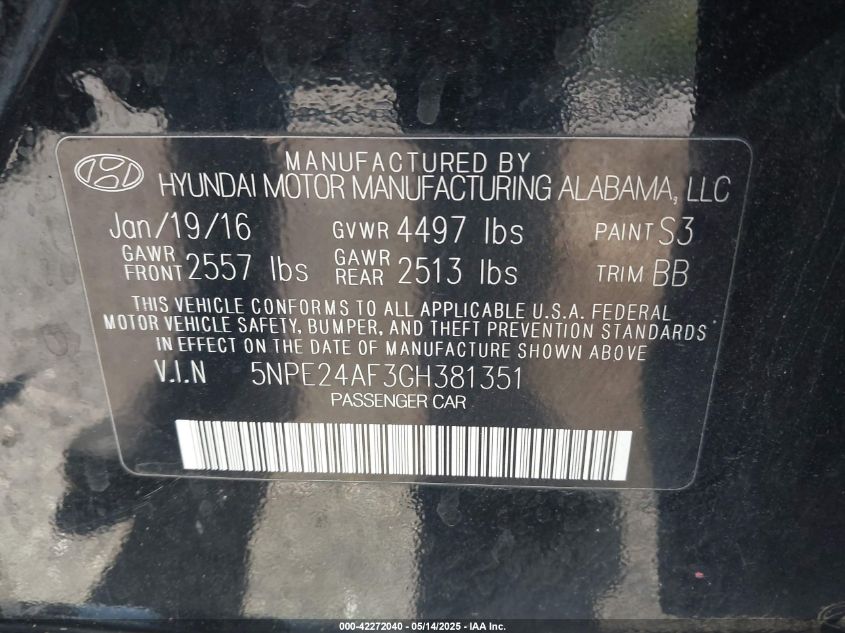 MANUFACTURED BY
HYUNDAI MOTOR MANUFACTURING ALABAMA, LLC
Jan/19/16 GVWR 4497 lbs PAINT S3
GAWR FRONT 2557 lbs GAWR REAR 2513 lbs TRIM BB
THIS VEHICLE CONFORMS TO ALL APPLICABLE U.S.A. FEDERAL
MOTOR VEHICLE SAFETY, BUMPER, AND THEFT PREVENTION STANDARDS
IN EFFECT ON THE DATE OF MANUFACTURE SHOWN ABOVE
V.I.N 5NPE24AF3GH381351
PASSENGER CAR
000-42272040 - 05/14/2025 - IAA Inc.